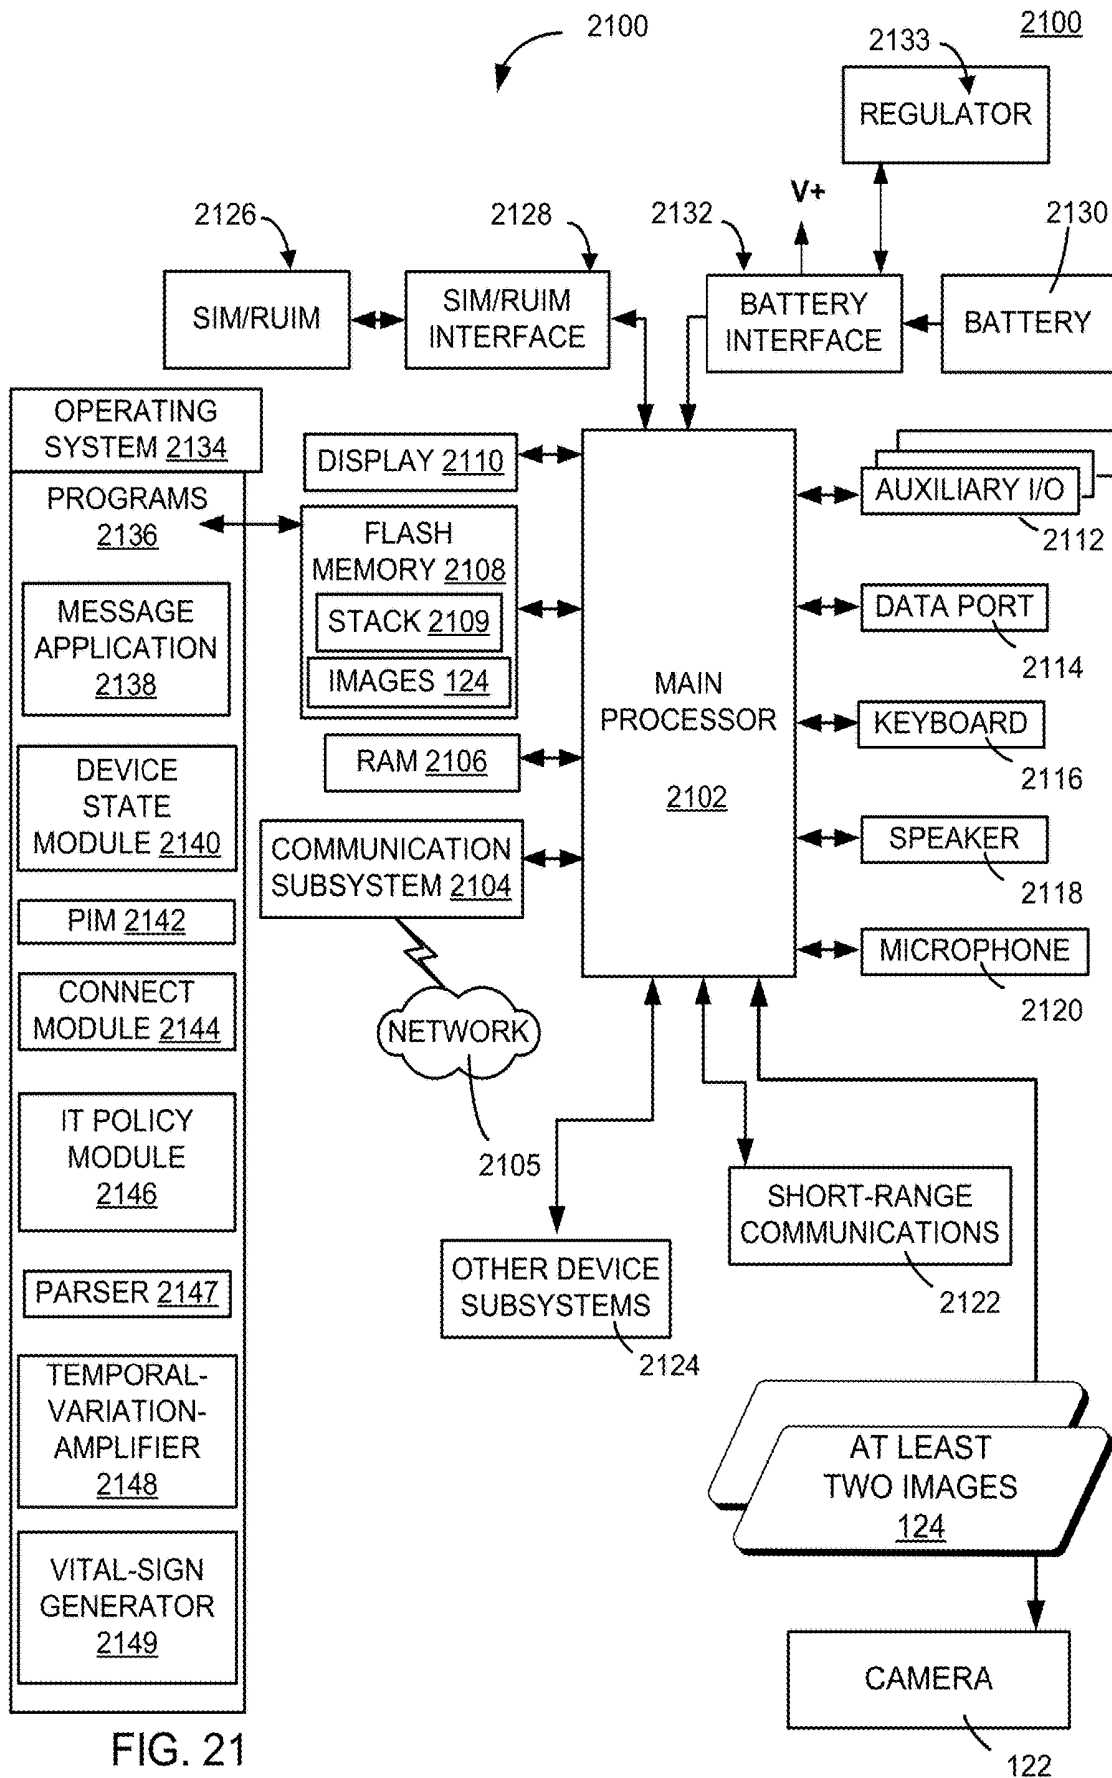 2100
2100
2133
REGULATOR
V+
2126
2128
2132
2130
SIM/RUIM
SIM/RUIM
INTERFACE
BATTERY
INTERFACE
BATTERY
OPERATING
SYSTEM 2134
PROGRAMS
2136
MESSAGE
APPLICATION
2138
DEVICE
STATE
MODULE 2140
PIM 2142
CONNECT
MODULE 2144
IT POLICY
MODULE
2146
PARSER 2147
TEMPORAL-
VARIATION-
AMPLIFIER
2148
VITAL-SIGN
GENERATOR
2149
DISPLAY 2110
FLASH
MEMORY 2108
STACK 2109
IMAGES 124
RAM 2106
COMMUNICATION
SUBSYSTEM 2104
NETWORK
2105
MAIN
PROCESSOR
2102
AUXILIARY I/O
2112
DATA PORT
2114
KEYBOARD
2116
SPEAKER
2118
MICROPHONE
2120
SHORT-RANGE
COMMUNICATIONS
2122
OTHER DEVICE
SUBSYSTEMS
2124
AT LEAST
TWO IMAGES
124
CAMERA
122
FIG. 21